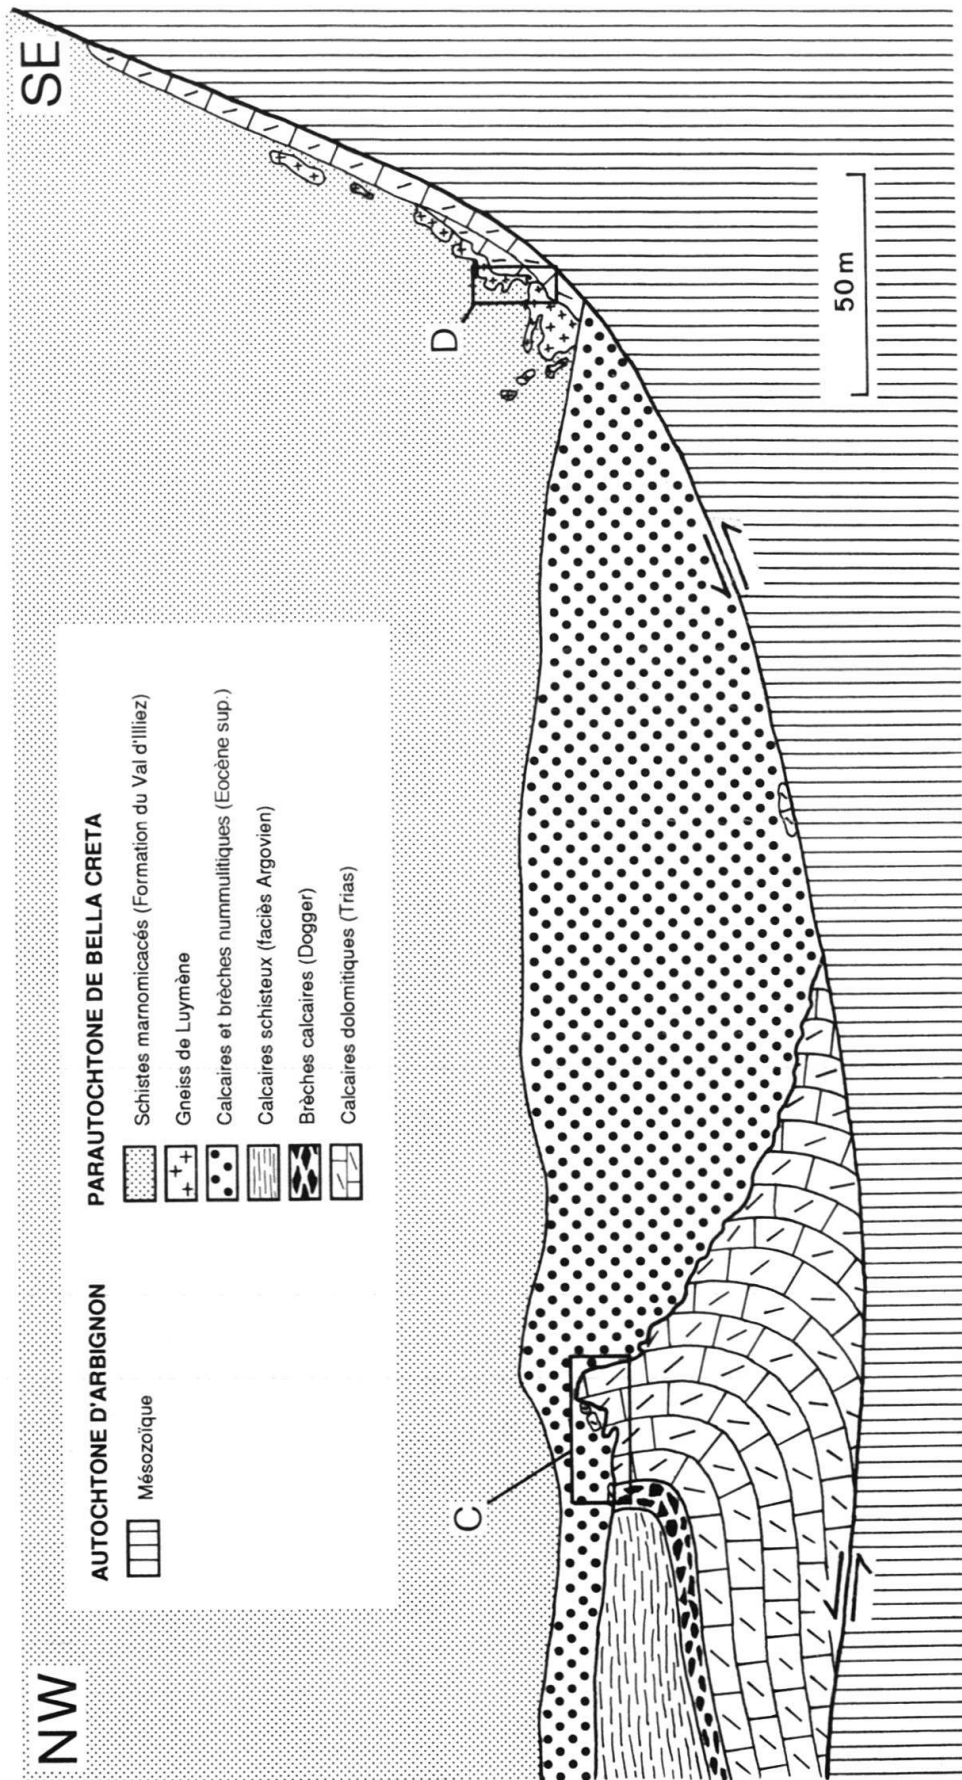 NW
SE
AUTOCHTONE D'ARBIGNON
Mésozoïque
PARAUTOCHTONE DE BELLA CRETA
Schistes marnomicacés (Formation du Val d'Illiez)
Gneiss de Luymène
Calcaires et brèches nummulitiques (Eocène sup.)
Calcaires schisteux (faciès Argovien)
Brèches calcaires (Dogger)
Calcaires dolomitiques (Trias)
C
D
50 m